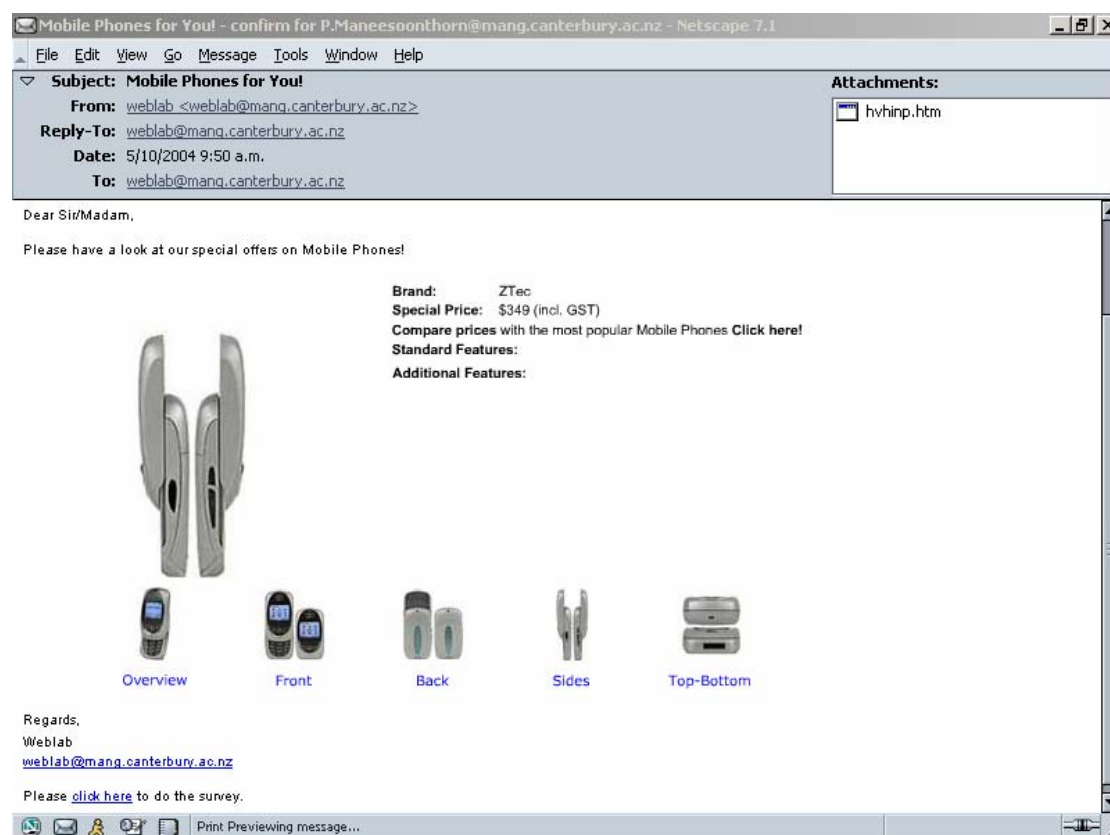 Mobile Phones for You! - confirm for P.Maneesoonthorn@mang.canterbury.ac.nz - Netscape 7.1
File Edit View Go Message Tools Window Help
Subject: Mobile Phones for You!
From: weblab <weblab@mang.canterbury.ac.nz>
Reply-To: weblab@mang.canterbury.ac.nz
Date: 5/10/2004 9:50 a.m.
To: weblab@mang.canterbury.ac.nz
Attachments:
hvhinp.htm
Dear Sir/Madam,
Please have a look at our special offers on Mobile Phones!
Brand: ZTec
Special Price: $349 (incl. GST)
Compare prices with the most popular Mobile Phones Click here!
Standard Features:
Additional Features:
Overview Front Back Sides Top-Bottom
Regards,
Weblab
weblab@mang.canterbury.ac.nz
Please click here to do the survey.
Print Previewing message...